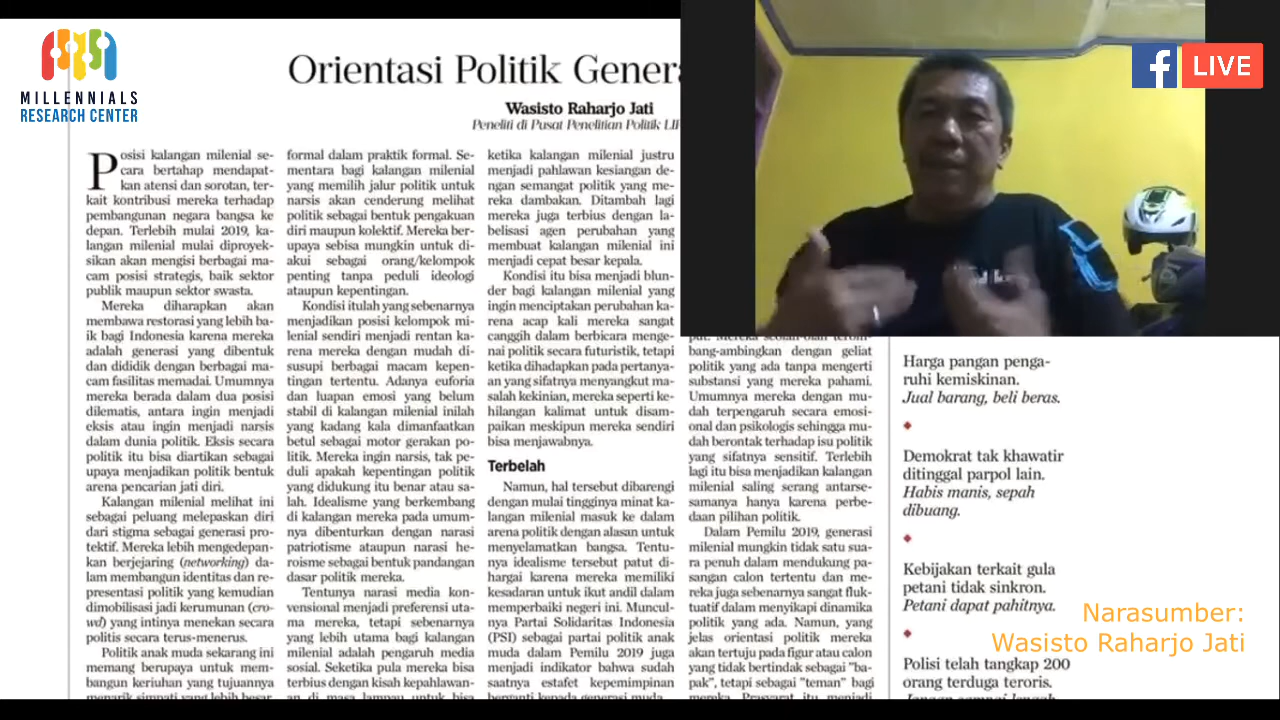 MILLENNIALS
RESEARCH CENTER
Orientasi Politik Genera
Wasisto Raharjo Jati
Peneliti di Pusat Penelitian Politik LIP
Posisi kalangan milenial se-
cara bertahap mendapat-
kan atensi dan sorotan, ter-
kait kontribusi mereka terhadap
pembangunan negara bangsa ke
depan. Terlebih mulai 2019, ka-
langan milenial mulai diproyek-
sikan akan mengisi berbagai ma-
cam posisi strategis, baik sektor
publik maupun sektor swasta.
Mereka diharapkan akan
membawa restorasi yang lebih ba-
ik bagi Indonesia karena mereka
adalah generasi yang dibentuk
dan dididik dengan berbagai ma-
cam fasilitas memadai. Umumnya
mereka berada dalam dua posisi
dilematis, antara ingin menjadi
eksis atau ingin menjadi narsis
dalam dunia politik. Eksis secara
politik itu bisa diartikan sebagai
upaya menjadikan politik bentuk
arena pencarian jati diri.
Kalangan milenial melihat ini
sebagai peluang melepaskan diri
dari stigma sebagai generasi pro-
tektif. Mereka lebih mengedepan-
kan berjejaring (networking) da-
lam membangun identitas dan re-
presentasi politik yang kemudian
dimobilisasi jadi kerumunan (cro-
wd) yang intinya menekan secara
politis secara terus-menerus.
Politik anak muda sekarang ini
memang berupaya untuk mem-
bangun keriuhan yang tujuannya
menarik simpati yang lebih besar
formal dalam praktik formal. Se-
mentara bagi kalangan milenial
yang memilih jalur politik untuk
narsis akan cenderung melihat
politik sebagai bentuk pengakuan
diri maupun kolektif. Mereka ber-
upaya sebisa mungkin untuk di-
akui sebagai orang/kelompok
penting tanpa peduli ideologi
ataupun kepentingan.
Kondisi itulah yang sebenarnya
menjadikan posisi kelompok mi-
lenial sendiri menjadi rentan ka-
rena mereka dengan mudah di-
susupi berbagai macam kepen-
tingan tertentu. Adanya euforia
dan luapan emosi yang belum
stabil di kalangan milenial inilah
yang kadang kala dimanfaatkan
betul sebagai motor gerakan po-
litik. Mereka ingin narsis, tak pe-
duli apakah kepentingan politik
yang didukung itu benar atau sa-
lah. Idealisme yang berkembang
di kalangan mereka pada umum-
nya dibenturkan dengan narasi
patriotisme ataupun narasi he-
roisme sebagai bentuk pandangan
dasar politik mereka.
Tentunya narasi media kon-
vensional menjadi preferensi uta-
ma mereka, tetapi sebenarnya
yang lebih utama bagi kalangan
milenial adalah pengaruh media
sosial. Seketika pula mereka bisa
terbius dengan kisah kepahlawan-
an di masa lampau untuk bisa
ketika kalangan milenial justru
menjadi pahlawan kesiangan de-
ngan semangat politik yang me-
reka dambakan. Ditambah lagi
mereka juga terbius dengan la-
belisasi agen perubahan yang
membuat kalangan milenial ini
menjadi cepat besar kepala.
Kondisi itu bisa menjadi blun-
der bagi kalangan milenial yang
ingin menciptakan perubahan ka-
rena acap kali mereka sangat
canggih dalam berbicara menge-
nai politik secara futuristik, tetapi
ketika dihadapkan pada pertanya-
an yang sifatnya menyangkut ma-
salah kekinian, mereka seperti ke-
hilangan kalimat untuk disam-
paikan meskipun mereka sendiri
bisa menjawabnya.
Terbelah
Namun, hal tersebut dibarengi
dengan mulai tingginya minat ka-
langan milenial masuk ke dalam
arena politik dengan alasan untuk
menyelamatkan bangsa. Tentu-
nya idealisme tersebut patut di-
hargai karena mereka memiliki
kesadaran untuk ikut andil dalam
memperbaiki negeri ini. Muncul-
nya Partai Solidaritas Indonesia
(PSI) sebagai partai politik anak
muda dalam Pemilu 2019 juga
menjadi indikator bahwa sudah
saatnya estafet kepemimpinan
berganti kepada generasi muda
put. Mereka seolah-olah terom-
bang-ambingkan dengan geliat
politik yang ada tanpa mengerti
substansi yang mereka pahami.
Umumnya mereka dengan mu-
dah terpengaruh secara emosi-
onal dan psikologis sehingga mu-
dah berontak terhadap isu politik
yang sifatnya sensitif. Terlebih
lagi itu bisa menjadikan kalangan
milenial saling serang antarse-
samanya hanya karena perbe-
daan pilihan politik.
Dalam Pemilu 2019, generasi
milenial mungkin tidak satu sua-
ra penuh dalam mendukung pa-
sangan calon tertentu dan me-
reka juga sebenarnya sangat fluk-
tuatif dalam menyikapi dinamika
politik yang ada. Namun, yang
jelas orientasi politik mereka
akan tertuju pada figur atau calon
yang tidak bertindak sebagai "ba-
pak", tetapi sebagai "teman" bagi
mereka. Prasyarat itu menjadi
f LIVE
Harga pangan penga-
ruhi kemiskinan.
Jual barang, beli beras.
Demokrat tak khawatir
ditinggal parpol lain.
Habis manis, sepah
dibuang.
Kebijakan terkait gula
petani tidak sinkron.
Petani dapat pahitnya.
Polisi telah tangkap 200
orang terduga teroris.
Narasumber:
Wasisto Raharjo Jati